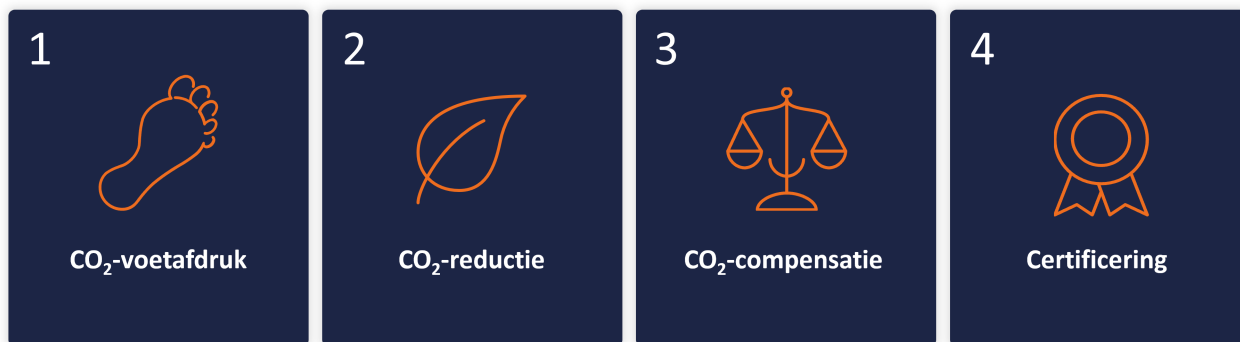 1
CO₂-voetafdruk
2
CO₂-reductie
3
CO₂-compensatie
4
Certificering